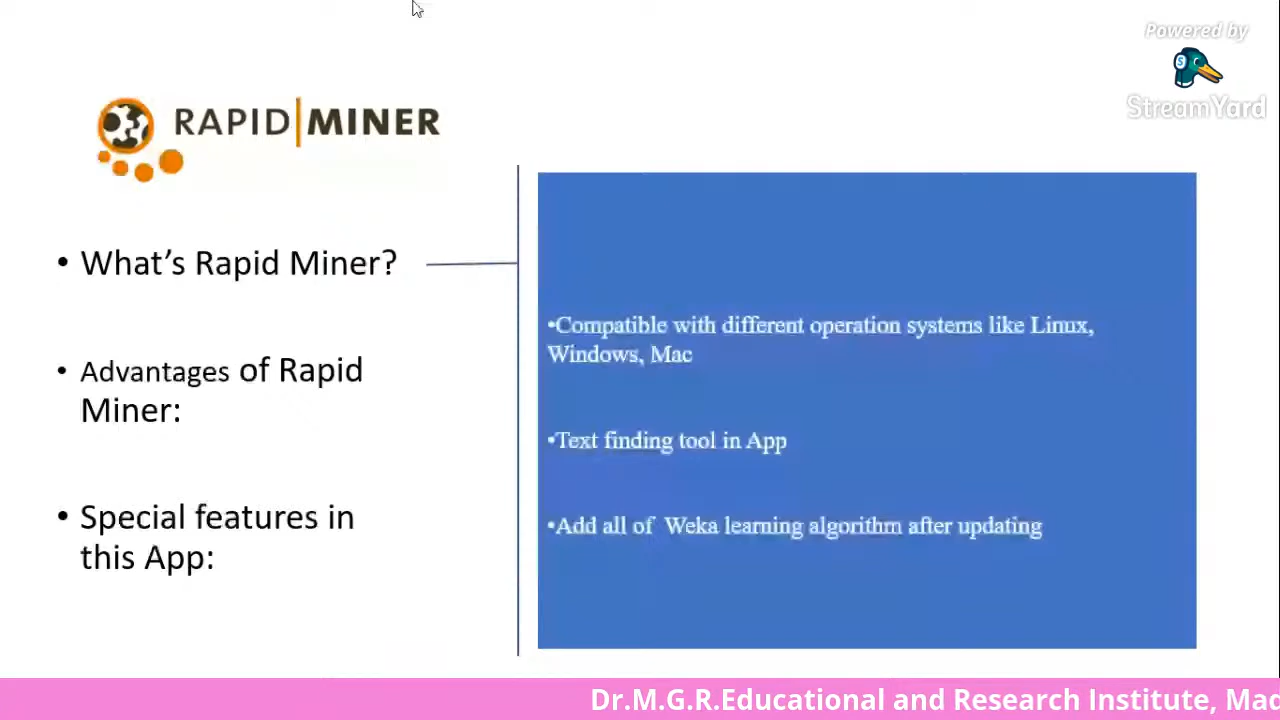 Powered by
StreamYard
RAPID MINER
• What's Rapid Miner?
• Advantages of Rapid
Miner:
• Special features in
this App:
•Compatible with different operation systems like Linux,
Windows, Mac
•Text finding tool in App
•Add all of Weka learning algorithm after updating
Dr.M.G.R.Educational and Research Institute, Mad